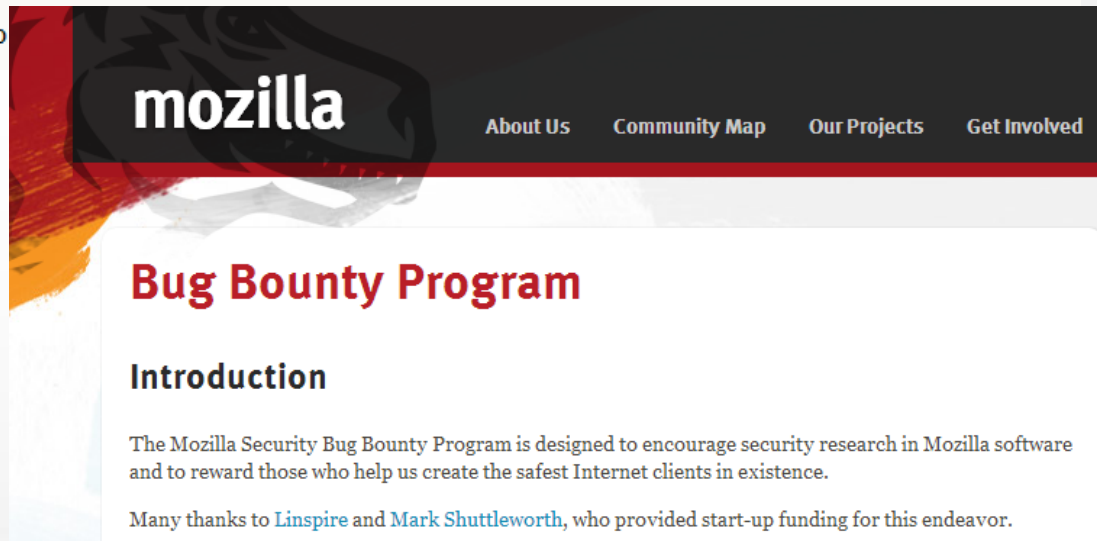 mozilla
About Us Community Map Our Projects Get Involved
Bug Bounty Program
Introduction
The Mozilla Security Bug Bounty Program is designed to encourage security research in Mozilla software
and to reward those who help us create the safest Internet clients in existence.
Many thanks to Linspire and Mark Shuttleworth, who provided start-up funding for this endeavor.